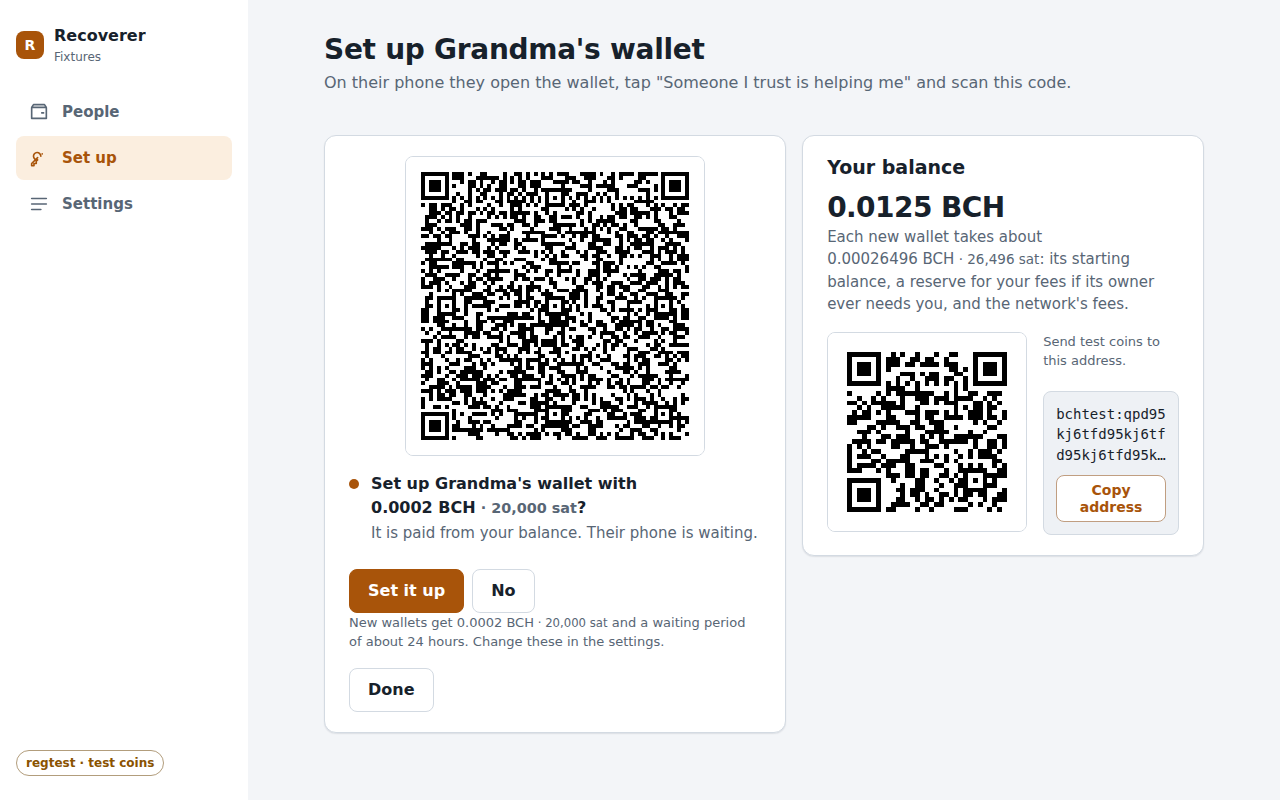 R
Recoverer
Fixtures
People
Set up
Settings
regtest · test coins
Set up Grandma's wallet
On their phone they open the wallet, tap "Someone I trust is helping me" and scan this code.
Set up Grandma's wallet with
0.0002 BCH · 20,000 sat?
It is paid from your balance. Their phone is waiting.
Set it up
No
New wallets get 0.0002 BCH · 20,000 sat and a waiting period
of about 24 hours. Change these in the settings.
Done
Your balance
0.0125 BCH
Each new wallet takes about
0.00026496 BCH · 26,496 sat: its starting
balance, a reserve for your fees if its owner
ever needs you, and the network's fees.
Send test coins to
this address.
bchtest:qpd95
kj6tfd95kj6tf
d95kj6tfd95k…
Copy
address